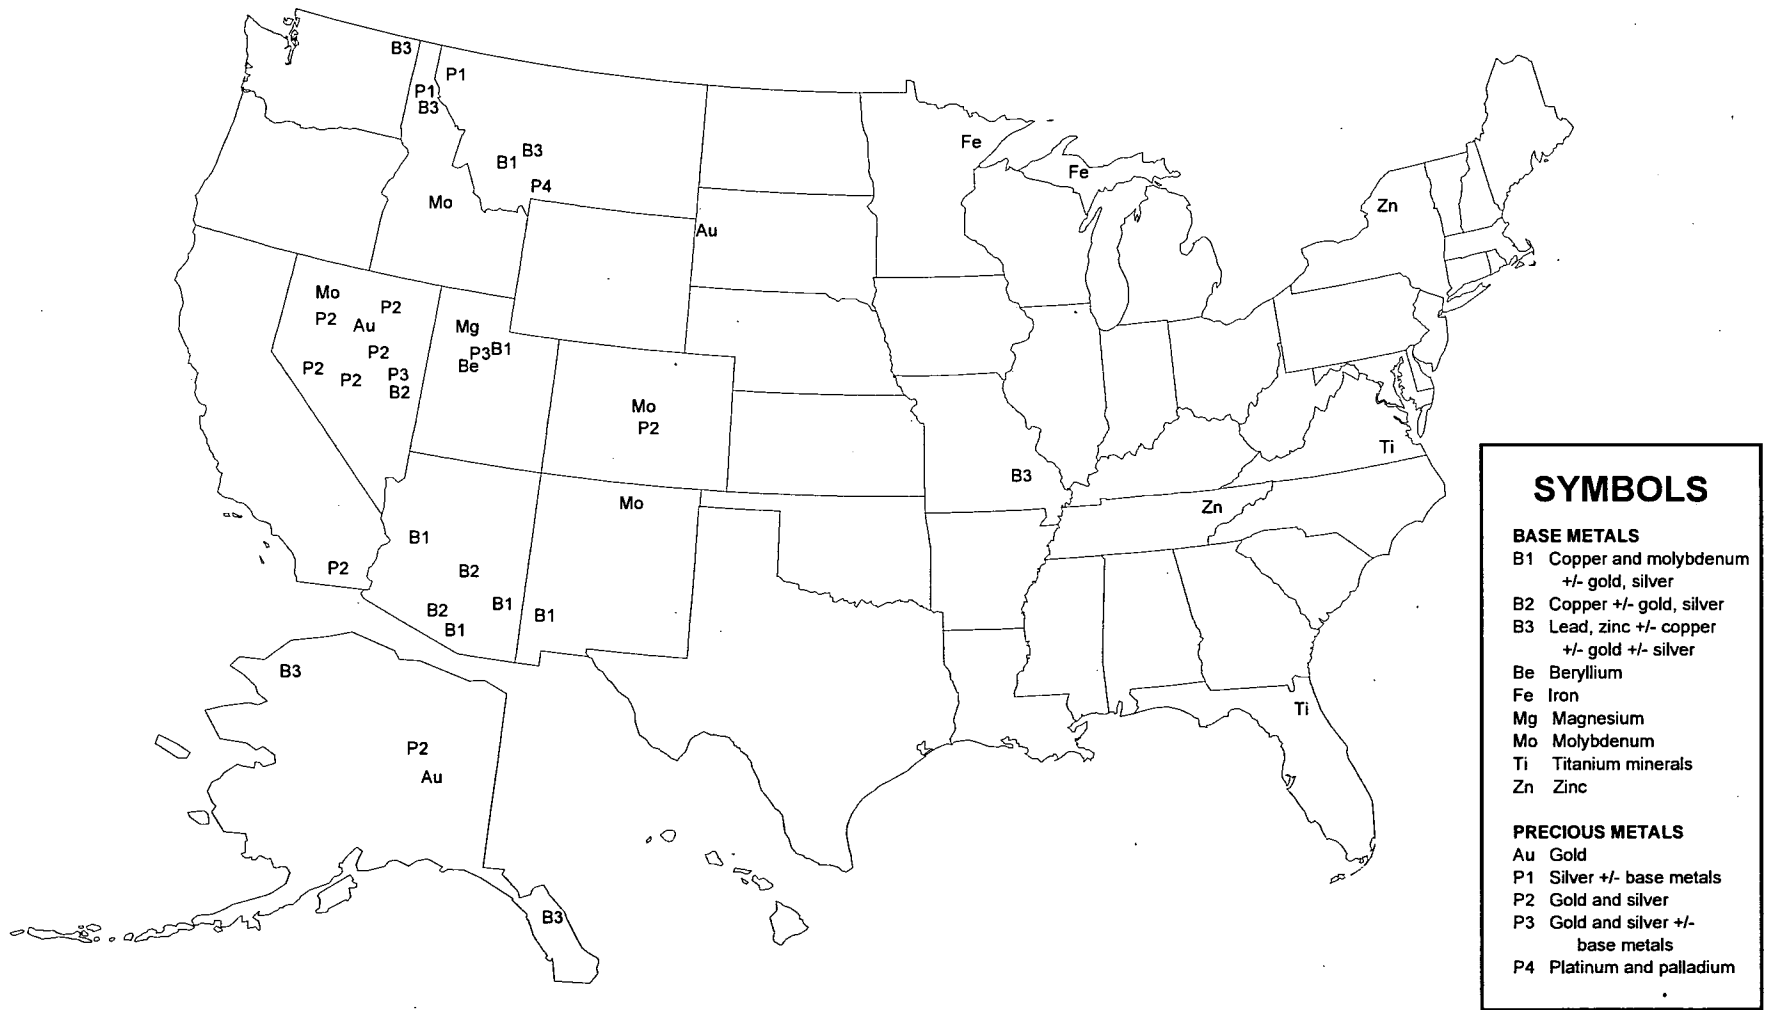 B3
P1
P1
B3
Fe
B3
B1
Fe
P4
Mo
Zn
Au
Mo
P2
P2
Au
Mg
B1
P3
P2
Be
P2
P3
P2
B2
Mo
P2
Ti
B3
Mo
Zn
B1
P2
B2
B1
B2
B1
B1
B3
Ti
P2
Au
B3
SYMBOLS
BASE METALS
B1 Copper and molybdenum
+/- gold, silver
B2 Copper +/- gold, silver
B3 Lead, zinc +/- copper
+/- gold +/- silver
Be Beryllium
Fe Iron
Mg Magnesium
Mo Molybdenum
Ti Titanium minerals
Zn Zinc
PRECIOUS METALS
Au Gold
P1 Silver +/- base metals
P2 Gold and silver
P3 Gold and silver +/-
base metals
P4 Platinum and palladium